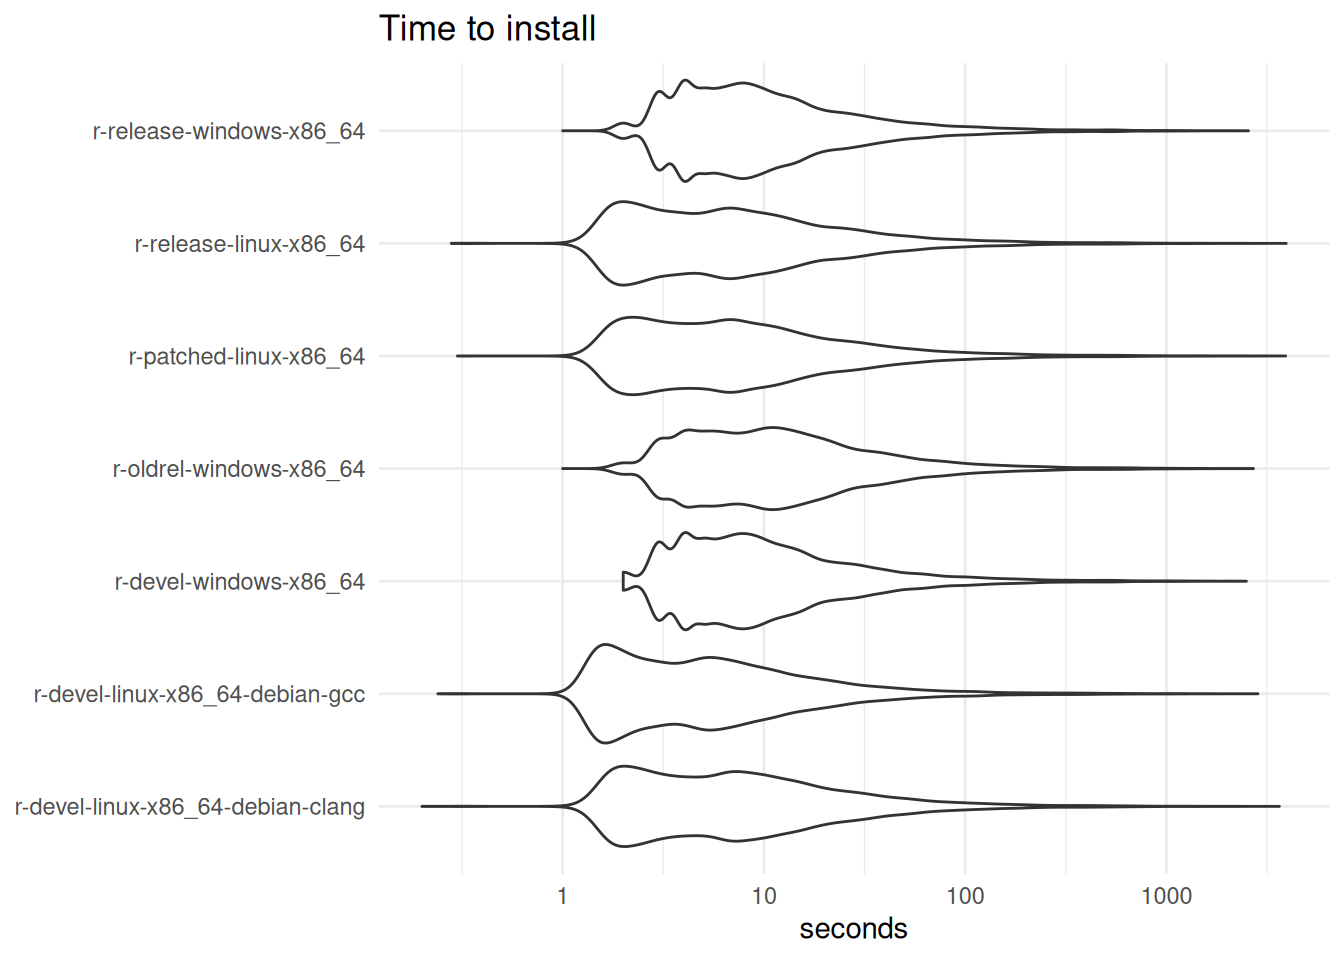 Time to install
r-release-windows-x86_64
r-release-linux-x86_64
r-patched-linux-x86_64
r-oldrel-windows-x86_64
r-devel-windows-x86_64
r-devel-linux-x86_64-debian-gcc
r-devel-linux-x86_64-debian-clang
1 10 100 1000
seconds